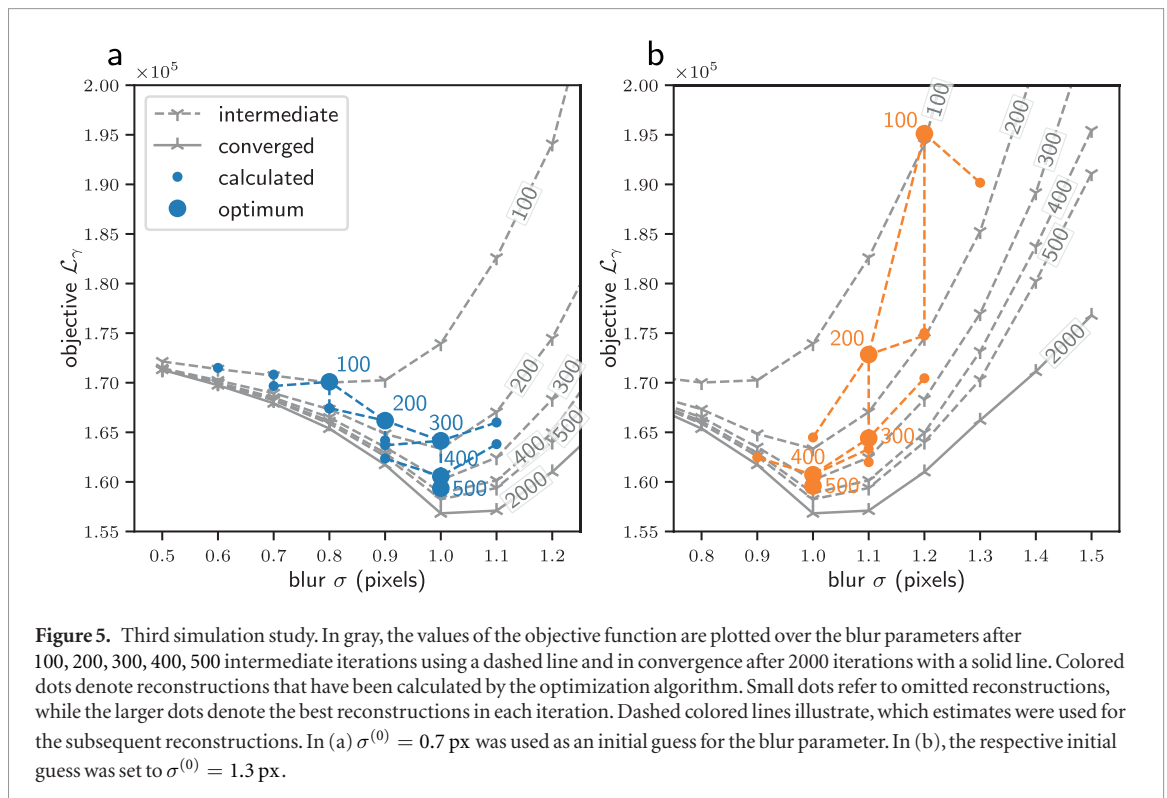 a
×10⁵
2.00
1.95
1.90
1.85
1.80
1.75
1.70
1.65
1.60
1.55
objective ℒγ
intermediate
converged
calculated
optimum
100
100
200
300
400
500
200
300
400
500
2000
0.5 0.6 0.7 0.8 0.9 1.0 1.1 1.2
blur σ (pixels)
b
×10⁵
2.00
1.95
1.90
1.85
1.80
1.75
1.70
1.65
1.60
1.55
objective ℒγ
100
200
300
400
500
100
200
300
400
500
2000
0.8 0.9 1.0 1.1 1.2 1.3 1.4 1.5
blur σ (pixels)
Figure 5. Third simulation study. In gray, the values of the objective function are plotted over the blur parameters after
100, 200, 300, 400, 500 intermediate iterations using a dashed line and in convergence after 2000 iterations with a solid line. Colored
dots denote reconstructions that have been calculated by the optimization algorithm. Small dots refer to omitted reconstructions,
while the larger dots denote the best reconstructions in each iteration. Dashed colored lines illustrate, which estimates were used for
the subsequent reconstructions. In (a) σ⁽⁰⁾ = 0.7 px was used as an initial guess for the blur parameter. In (b), the respective initial
guess was set to σ⁽⁰⁾ = 1.3 px.